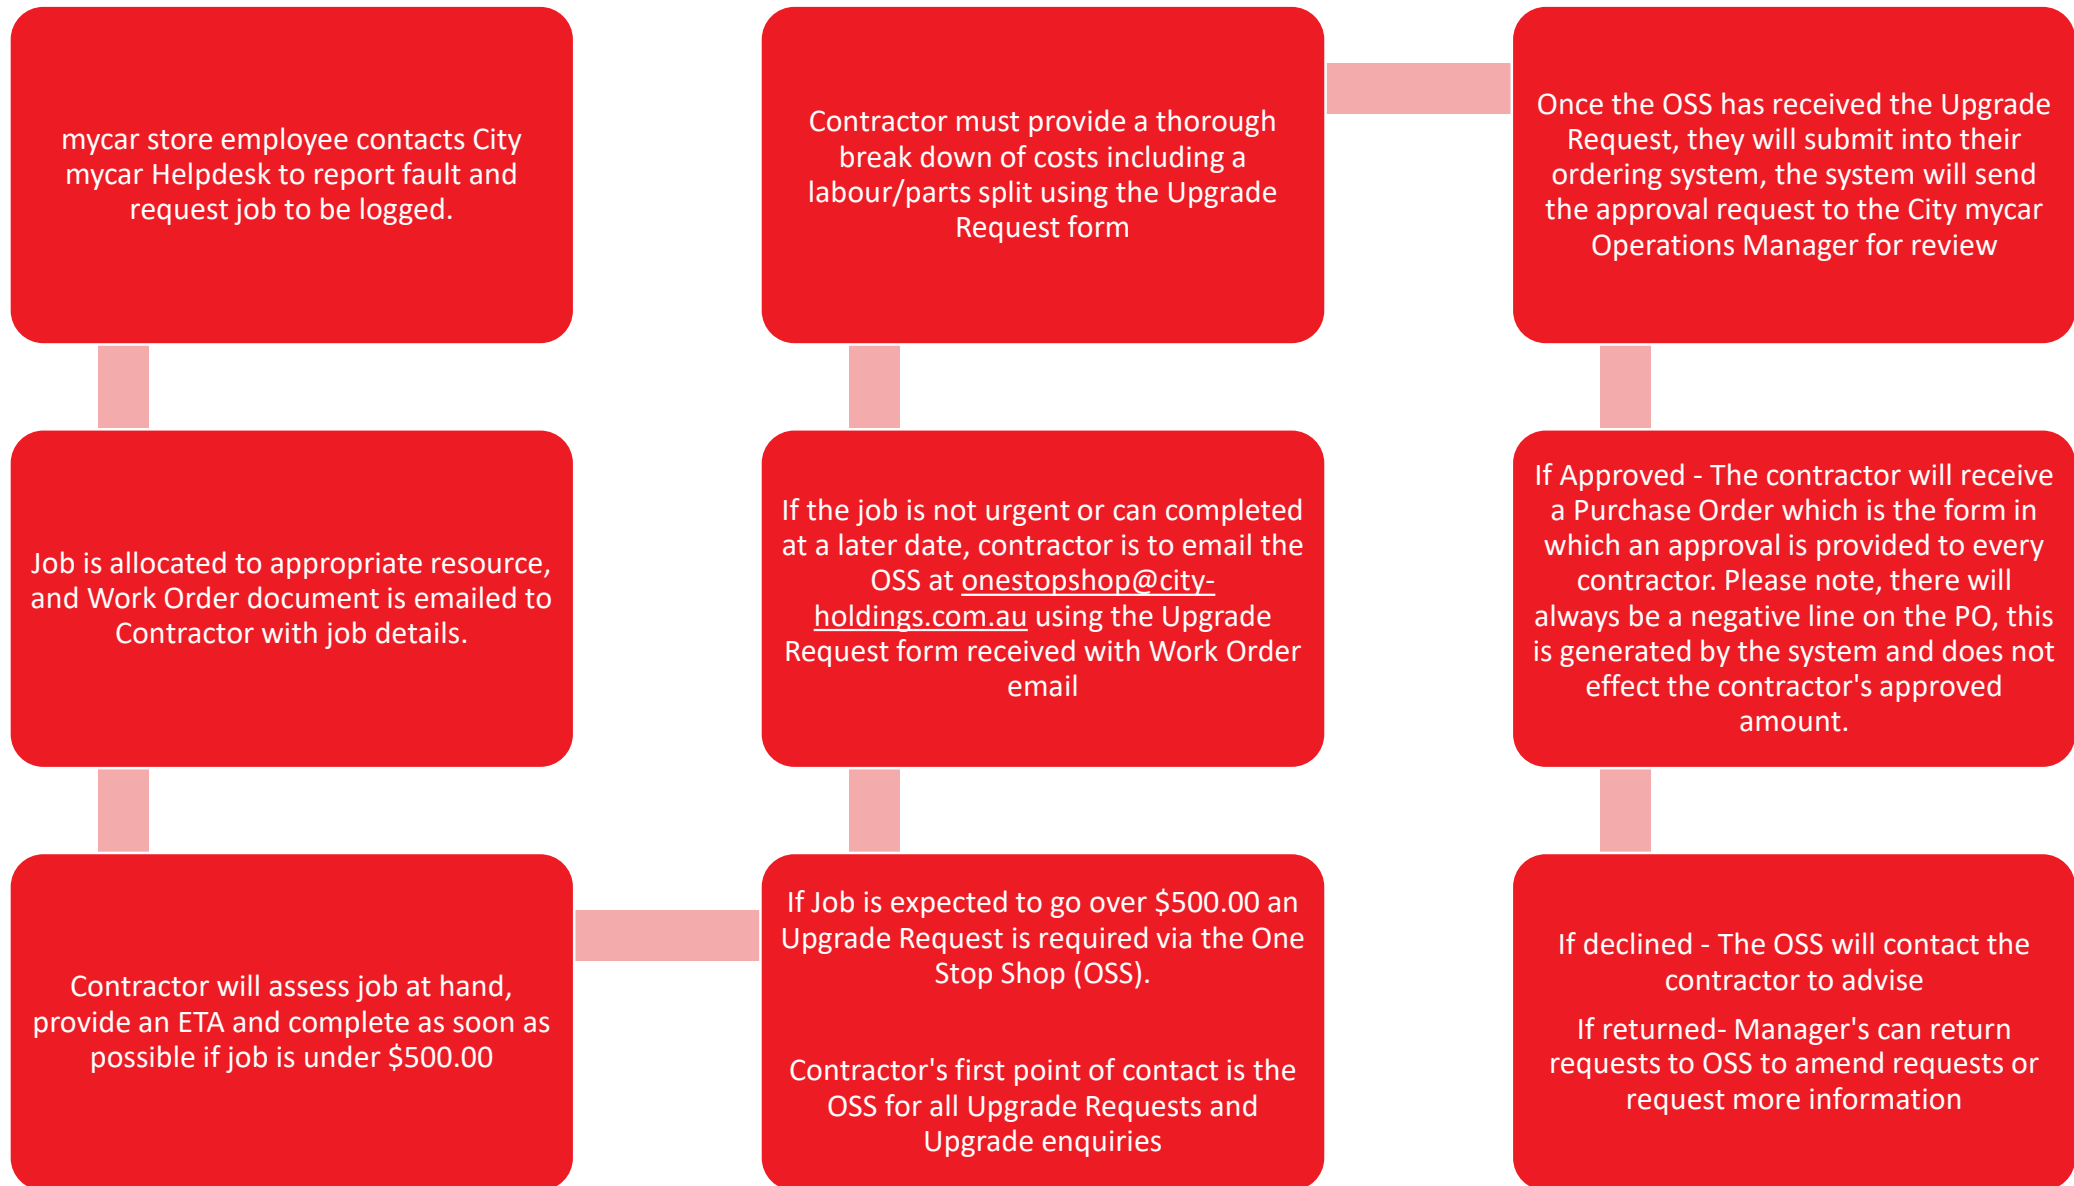 mycar store employee contacts City
mycar Helpdesk to report fault and
request job to be logged.
Job is allocated to appropriate resource,
and Work Order document is emailed to
Contractor with job details.
Contractor will assess job at hand,
provide an ETA and complete as soon as
possible if job is under $500.00
If Job is expected to go over $500.00 an
Upgrade Request is required via the One
Stop Shop (OSS).
Contractor's first point of contact is the
OSS for all Upgrade Requests and
Upgrade enquiries
If the job is not urgent or can completed
at a later date, contractor is to email the
OSS at onestopshop@city-
holdings.com.au using the Upgrade
Request form received with Work Order
email
Contractor must provide a thorough
break down of costs including a
labour/parts split using the Upgrade
Request form
Once the OSS has received the Upgrade
Request, they will submit into their
ordering system, the system will send
the approval request to the City mycar
Operations Manager for review
If Approved - The contractor will receive
a Purchase Order which is the form in
which an approval is provided to every
contractor. Please note, there will
always be a negative line on the PO, this
is generated by the system and does not
effect the contractor's approved
amount.
If declined - The OSS will contact the
contractor to advise
If returned- Manager's can return
requests to OSS to amend requests or
request more information